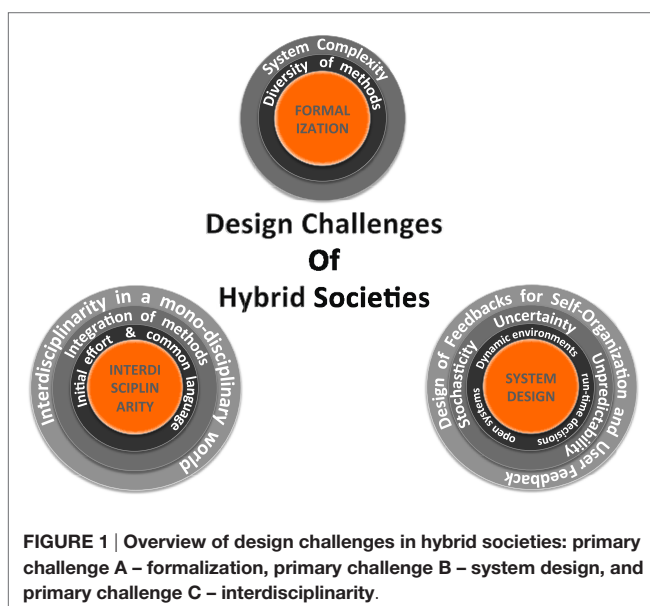 System Complexity
Diversity of methods
FORMAL
IZATION
Design Challenges
Of
Hybrid Societies
Interdisciplinarity in a mono-disciplinary world
Integration of methods
Initial effort & common language
INTERDI
SCIPLIN
ARITY
Design of Feedbacks for Self-Organization and User Feedback
Stochasticity Uncertainty Unpredictability
Dynamic environments
run-time decisions
open systems
SYSTEM
DESIGN
FIGURE 1 | Overview of design challenges in hybrid societies: primary
challenge A – formalization, primary challenge B – system design, and
primary challenge C – interdisciplinarity.